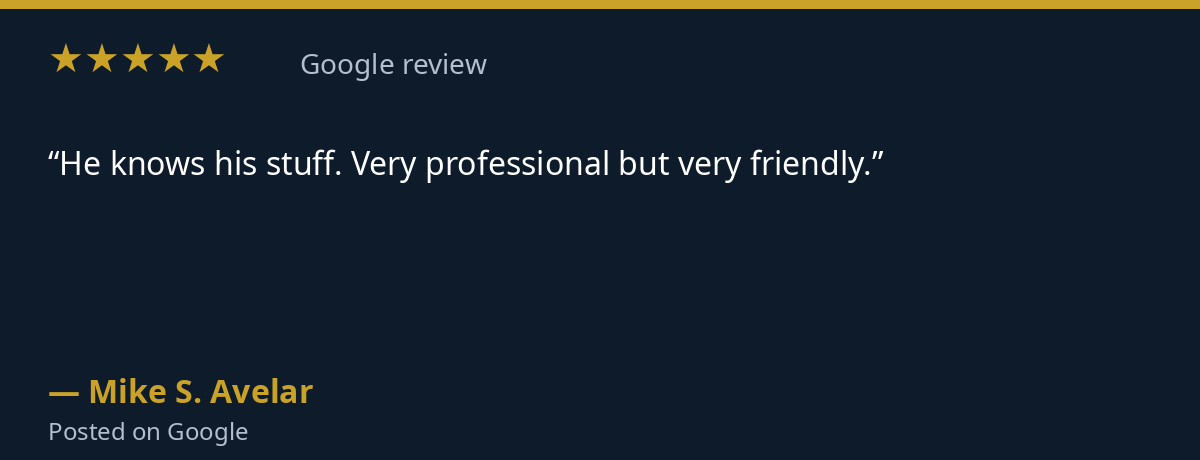 ★★★★★ Google review
“He knows his stuff. Very professional but very friendly.”
— Mike S. Avelar
Posted on Google